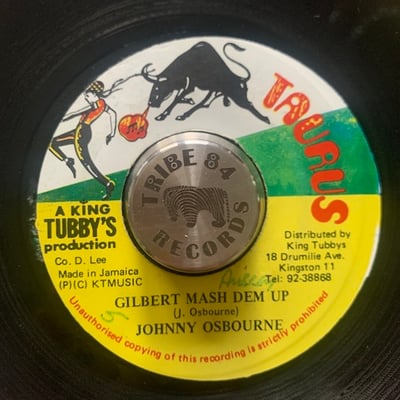 TAURUS
TRIBE 84
RECORDS
A KING
TUBBY'S
production
Co. D. Lee
Made in Jamaica
(P)(C) KTMUSIC
Distributed by
King Tubbys
18 Drumilie Ave.
Kingston 11
Tel: 92-38868
GILBERT MASH DEM UP
(J. Osbourne)
JOHNNY OSBOURNE
Unauthorised copying of this recording is strictly prohibited